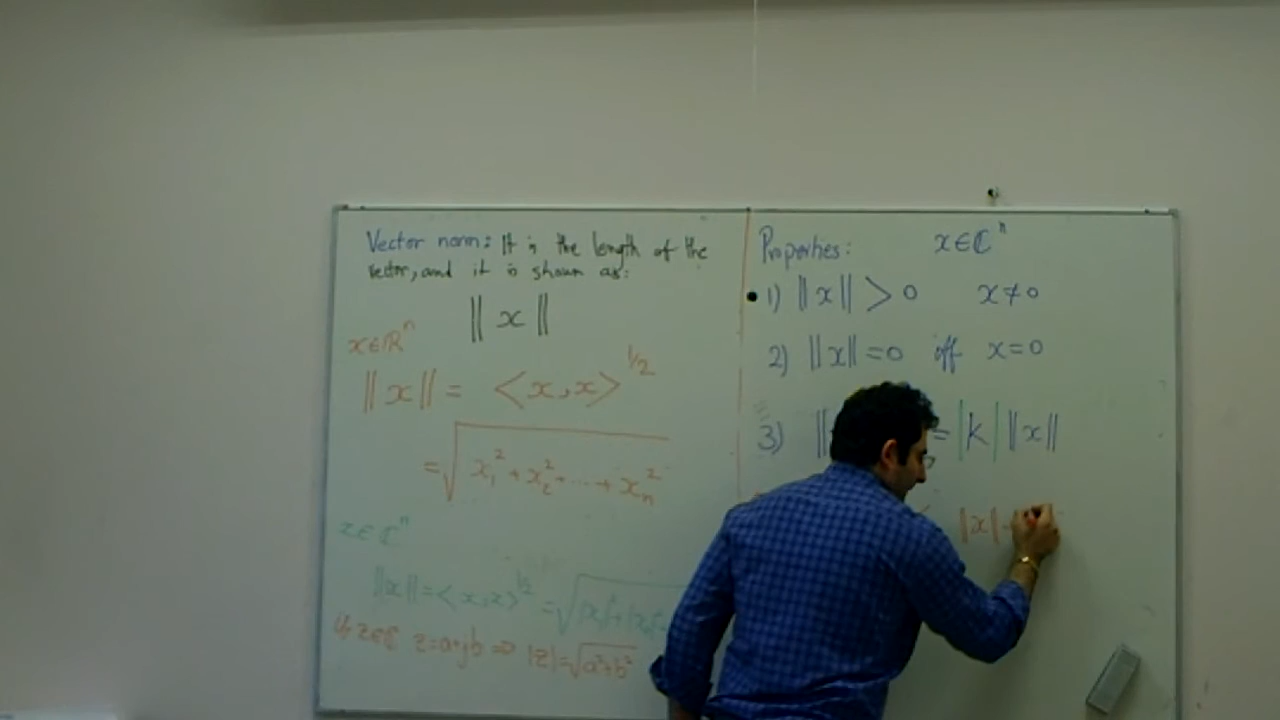 Vector norm: It is the length of the
vector, and it is shown as:
‖x‖
x∈ℝⁿ
‖x‖ = <x,x>^1/2
= √(x₁² + x₂² + ... + xₙ²)
x∈ℂⁿ
‖x‖ = <x,x>^1/2 = √(|x₁|² + |x₂|²
if z∈ℂ z=a+jb ⇒ |z|=√(a²+b²)
Properties: x∈ℂⁿ
1) ‖x‖ > 0 x≠0
2) ‖x‖ = 0 iff x=0
3) ‖ = |k| ‖x‖
≤ ‖x‖